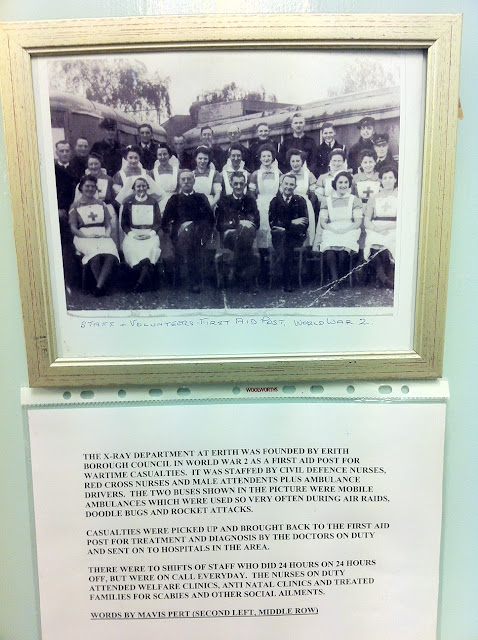 STAFF + VOLUNTEERS FIRST AID POST, WORLD WAR 2
WOOLWORTHS
THE X-RAY DEPARTMENT AT ERITH WAS FOUNDED BY ERITH
BOROUGH COUNCIL IN WORLD WAR 2 AS A FIRST AID POST FOR
WARTIME CASUALTIES. IT WAS STAFFED BY CIVIL DEFENCE NURSES,
RED CROSS NURSES AND MALE ATTENDENTS PLUS AMBULANCE
DRIVERS. THE TWO BUSES SHOWN IN THE PICTURE WERE MOBILE
AMBULANCES WHICH WERE USED SO VERY OFTEN DURING AIR RAIDS,
DOODLE BUGS AND ROCKET ATTACKS.
CASUALTIES WERE PICKED UP AND BROUGHT BACK TO THE FIRST AID
POST FOR TREATMENT AND DIAGNOSIS BY THE DOCTORS ON DUTY
AND SENT ON TO HOSPITALS IN THE AREA.
THERE WERE TO SHIFTS OF STAFF WHO DID 24 HOURS ON 24 HOURS
OFF, BUT WERE ON CALL EVERYDAY. THE NURSES ON DUTY
ATTENDED WELFARE CLINICS, ANTI NATAL CLINICS AND TREATED
FAMILIES FOR SCABIES AND OTHER SOCIAL AILMENTS.
WORDS BY MAVIS PERT (SECOND LEFT, MIDDLE ROW)